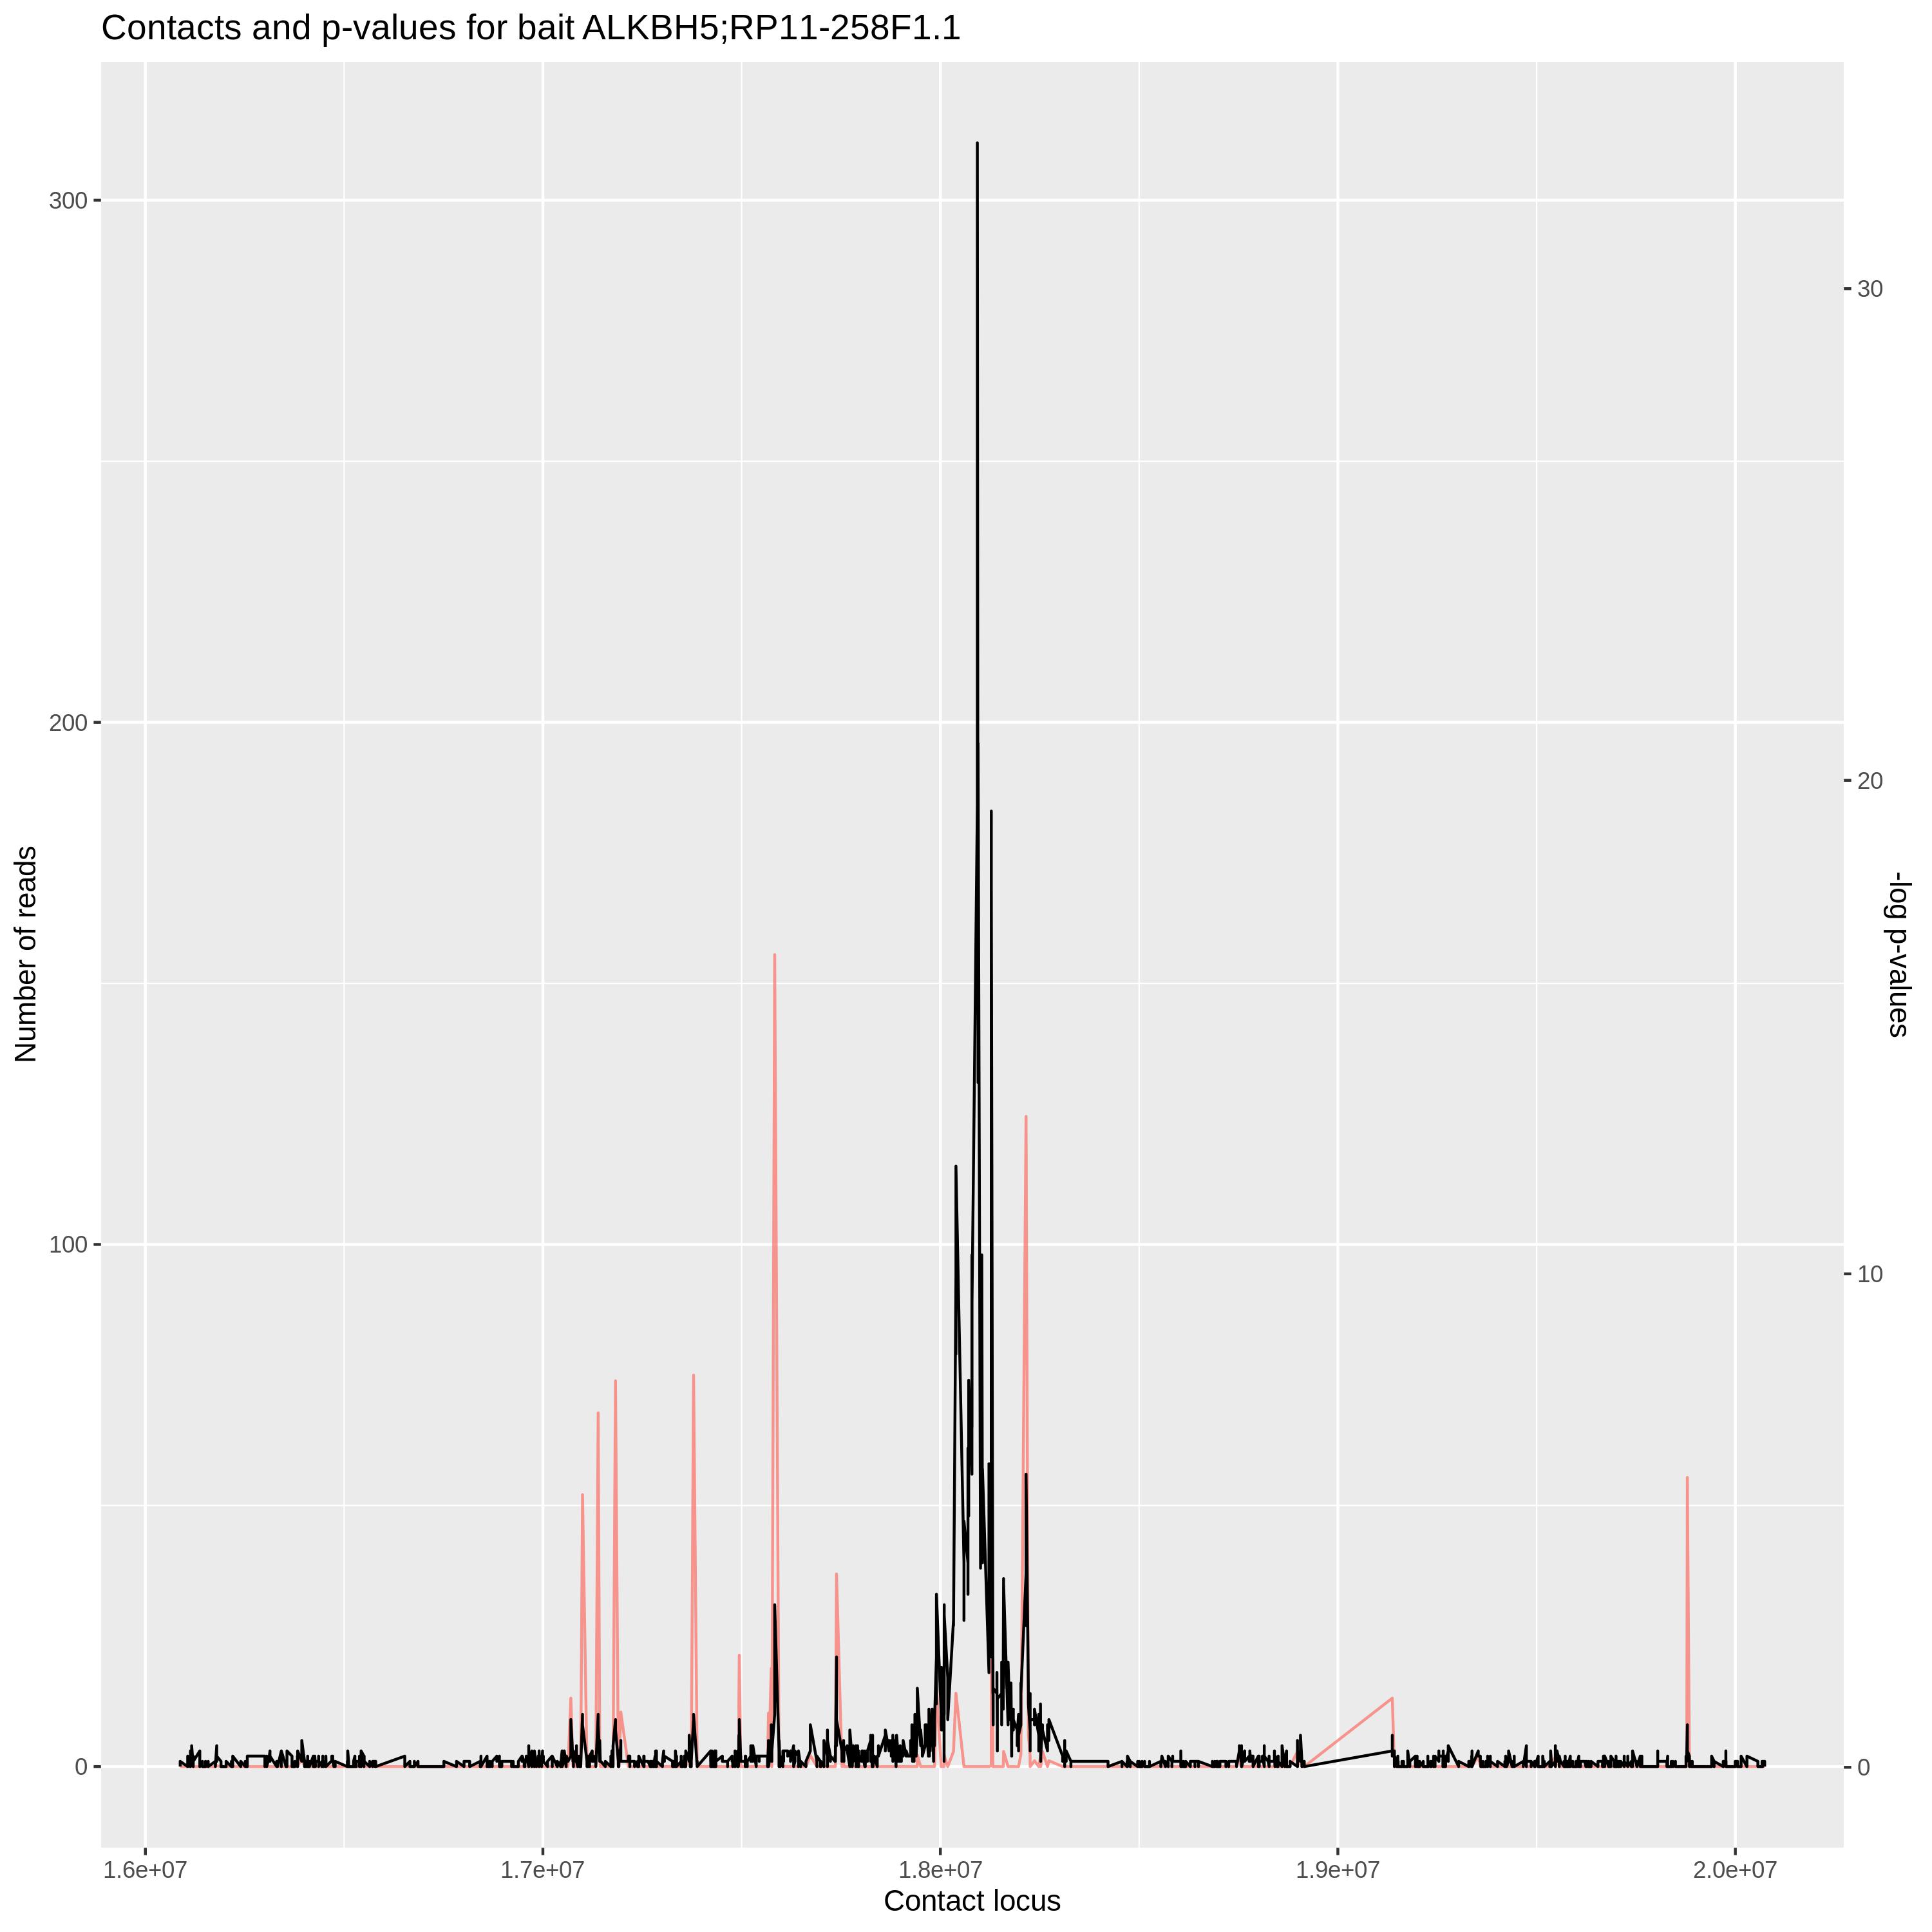 Contacts and p-values for bait ALKBH5;RP11-258F1.1
300
200
100
0
30
20
10
0
Number of reads
-log p-values
1.6e+07 1.7e+07 1.8e+07 1.9e+07 2.0e+07
Contact locus